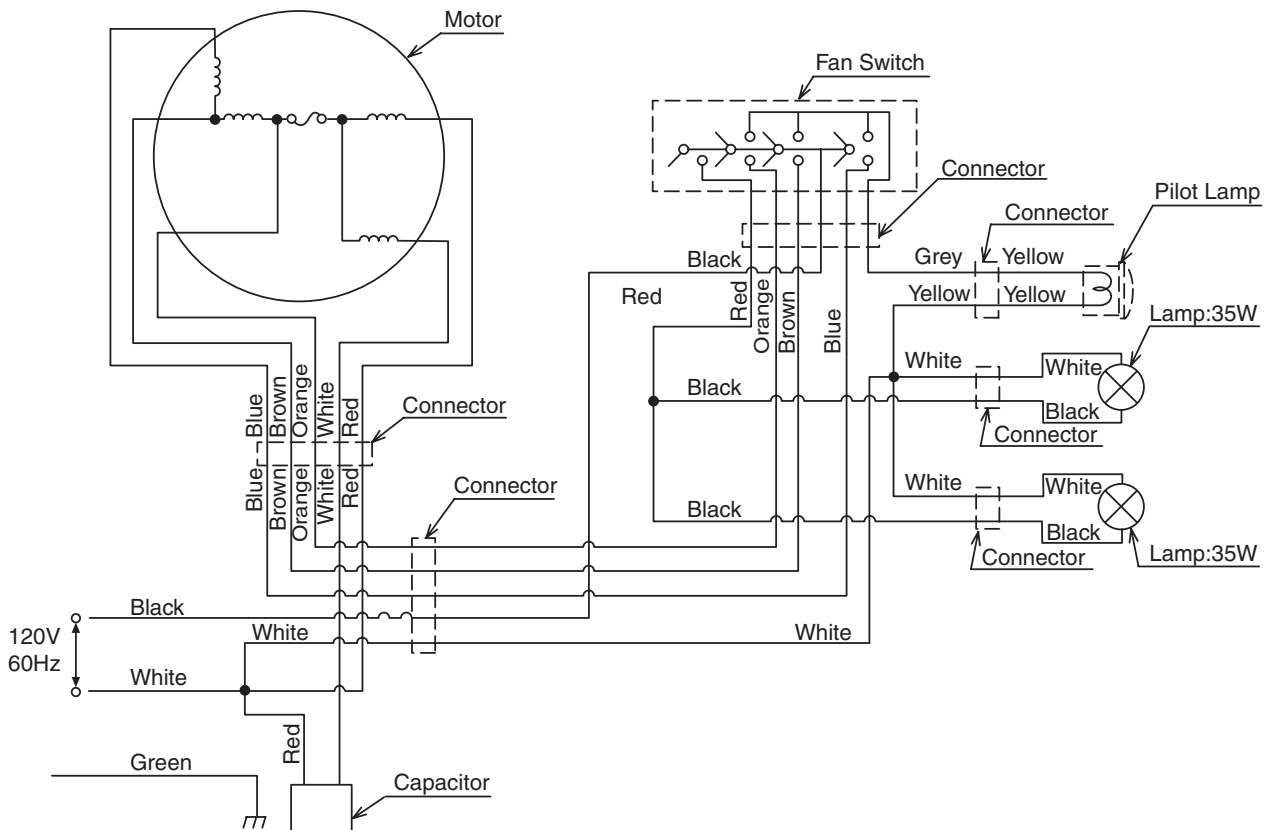 Motor
Fan Switch
Connector
Connector
Pilot Lamp
Grey
Yellow
Yellow
Yellow
Black
Red
Red
Orange
Brown
Blue
Lamp:35W
White
White
Black
Black
Connector
Blue
Brown
Orange
White
Red
Connector
Blue
Brown
Orange
White
Red
Connector
White
White
Black
Black
Connector
Lamp:35W
Black
120V
60Hz
White
White
White
Red
Green
Capacitor